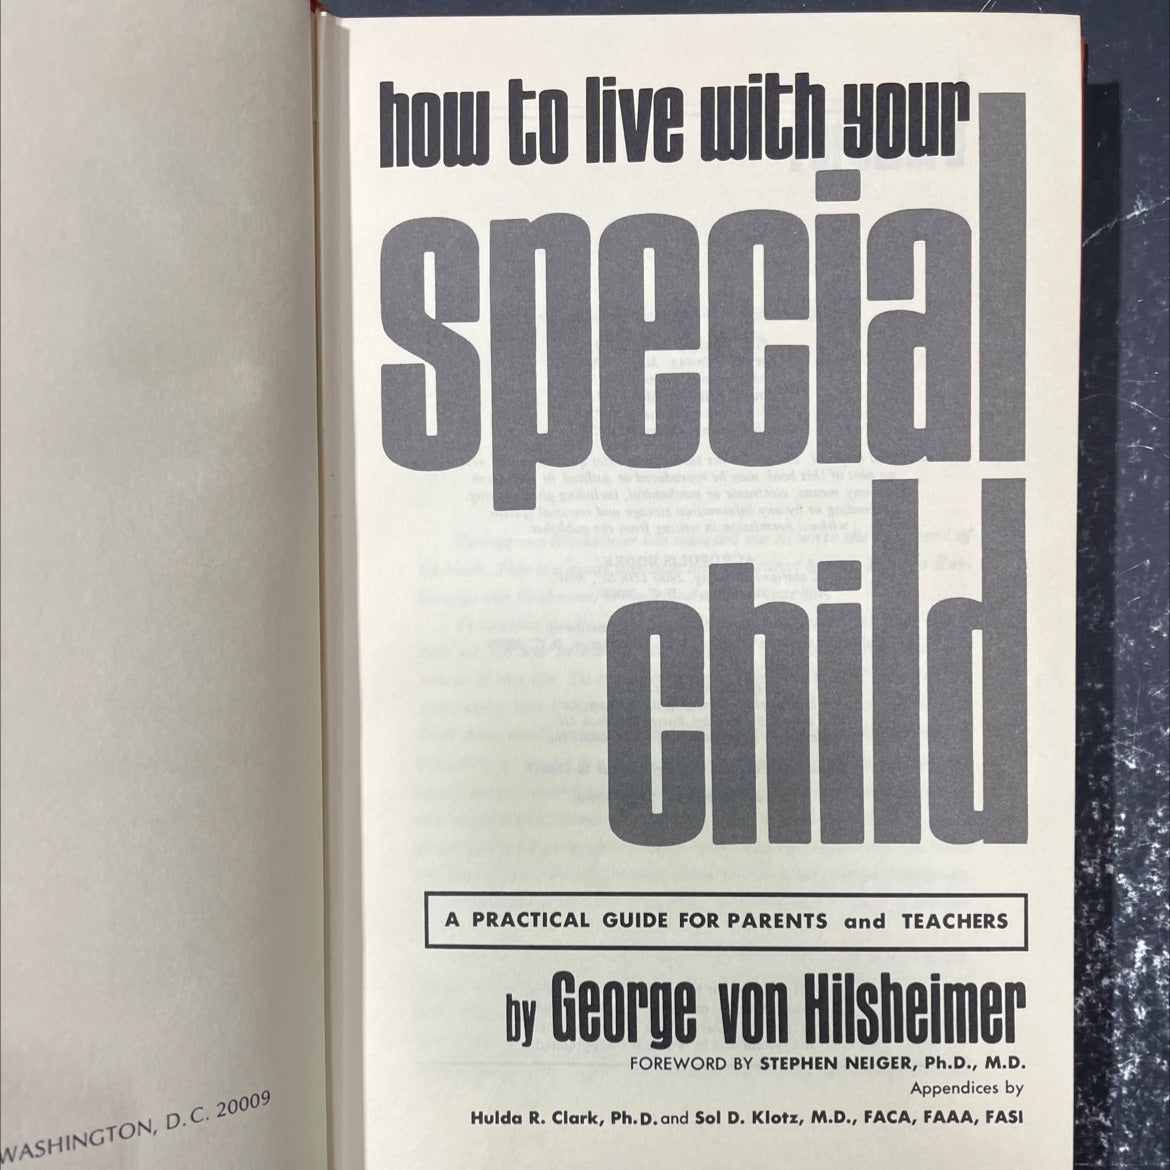 how to live with your
special
child
A PRACTICAL GUIDE FOR PARENTS and TEACHERS
by George von Hilsheimer
FOREWORD BY STEPHEN NEIGER, Ph.D., M.D.
Appendices by
Hulda R. Clark, Ph.D. and Sol D. Klotz, M.D., FACA, FAAA, FASI
WASHINGTON, D.C. 20009